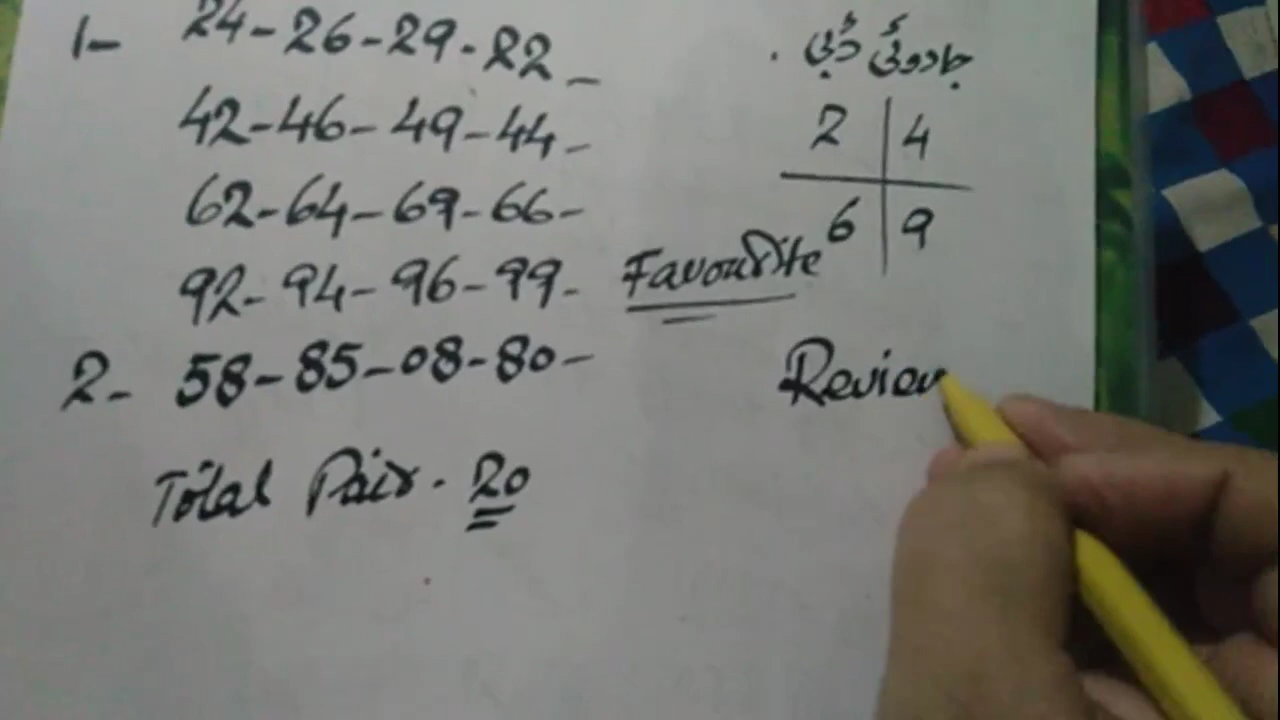 1- 24-26-29-22_
42-46-49-44-
62-64-69-66-
92-94-96-99-
2- 58-85-08-80-
Total Pair. 20
جادوئی ڈبی
2 4
6 9
Favourite
Review